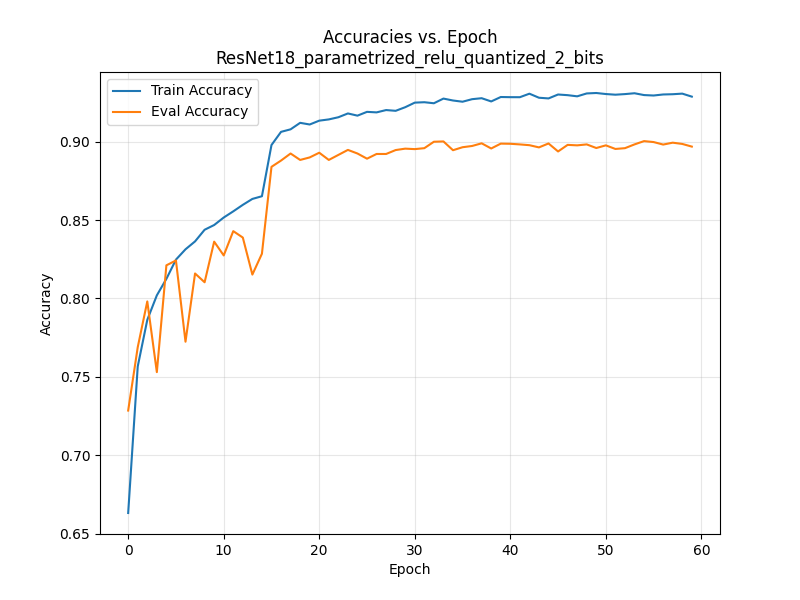 Accuracies vs. Epoch
ResNet18_parametrized_relu_quantized_2_bits
Train Accuracy
Eval Accuracy
0.90
0.85
0.80
0.75
0.70
0.65
Accuracy
0 10 20 30 40 50 60
Epoch